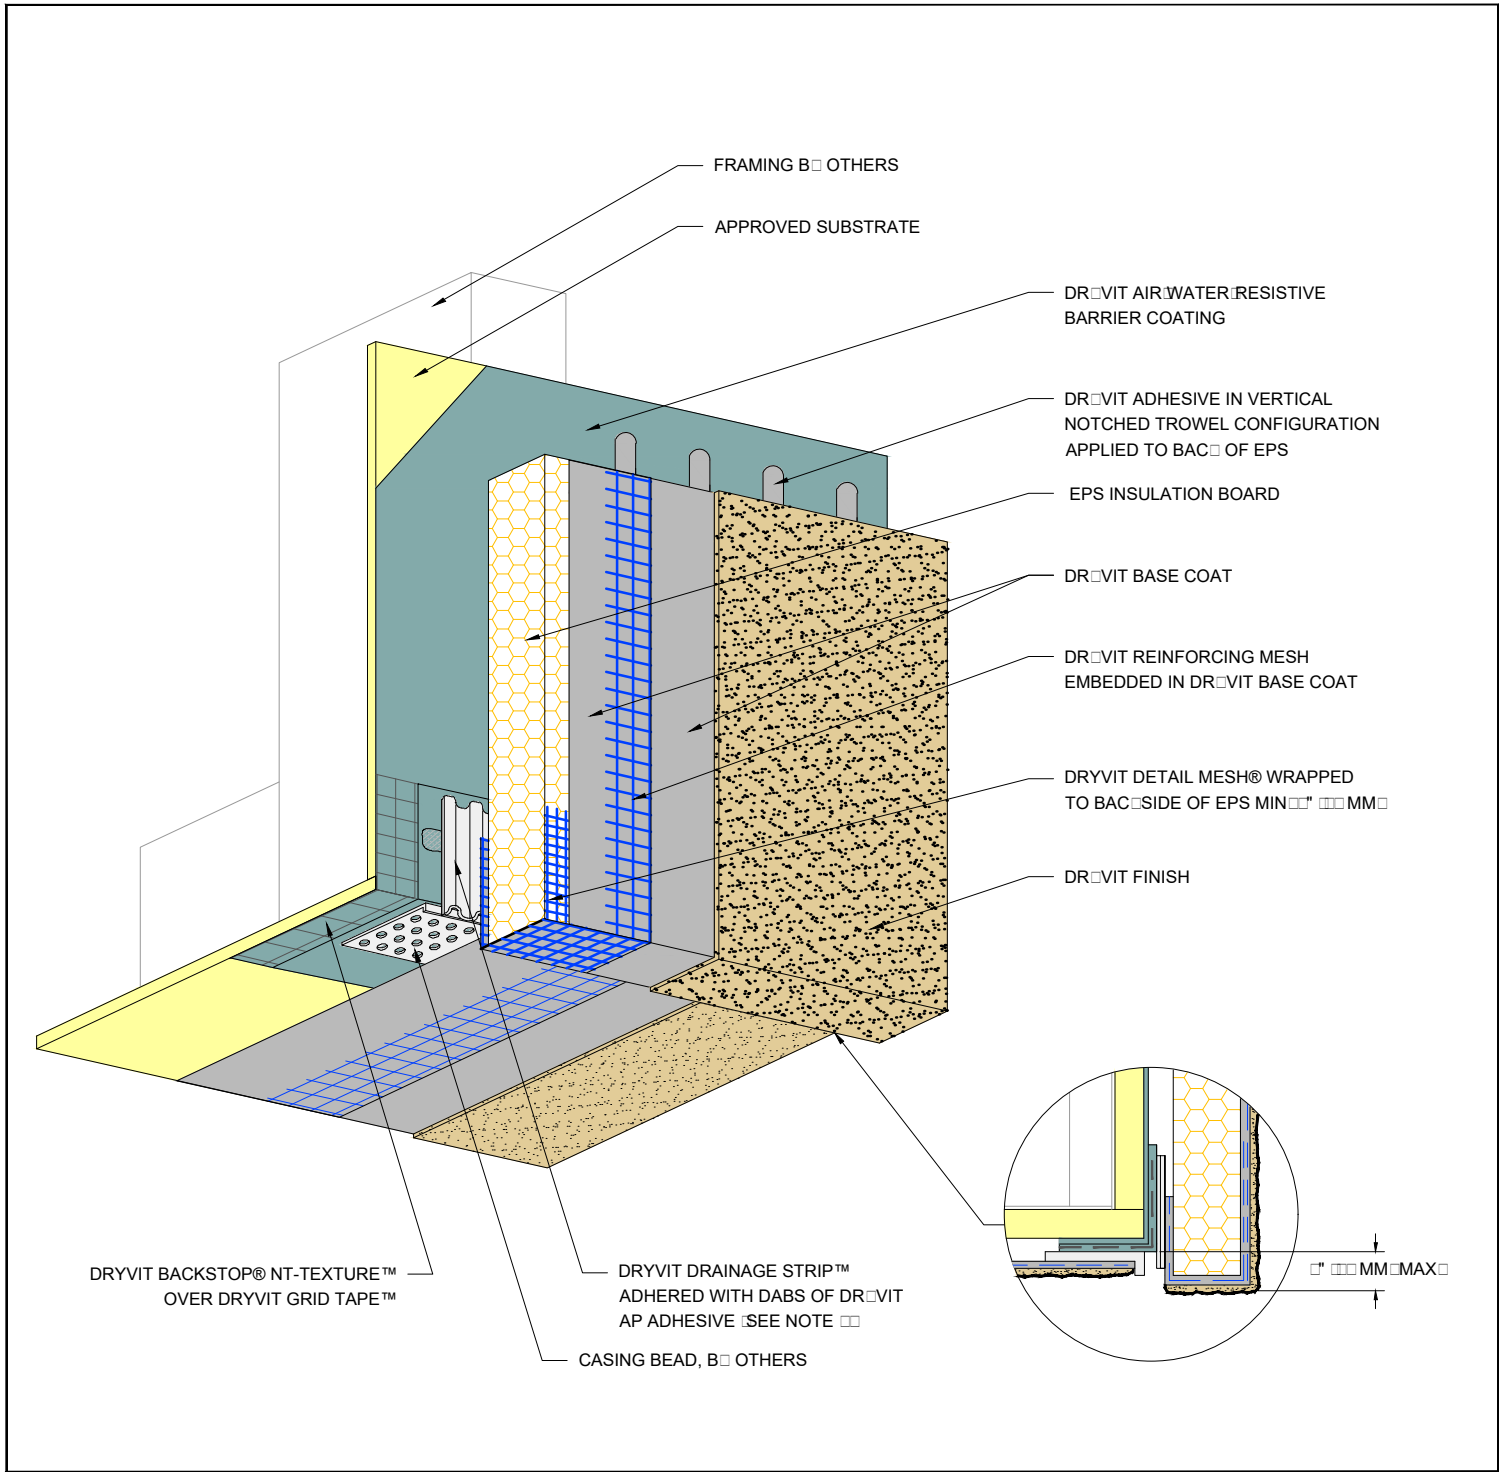 FRAMING B□ OTHERS
APPROVED SUBSTRATE
DR□VIT AIR□WATER□RESISTIVE
BARRIER COATING
DR□VIT ADHESIVE IN VERTICAL
NOTCHED TROWEL CONFIGURATION
APPLIED TO BAC□ OF EPS
EPS INSULATION BOARD
DR□VIT BASE COAT
DR□VIT REINFORCING MESH
EMBEDDED IN DR□VIT BASE COAT
DRYVIT DETAIL MESH® WRAPPED
TO BAC□SIDE OF EPS MIN□□" □□□ MM□
DR□VIT FINISH
□" □□□ MM□MAX□
DRYVIT BACKSTOP® NT-TEXTURE™
OVER DRYVIT GRID TAPE™
DRYVIT DRAINAGE STRIP™
ADHERED WITH DABS OF DR□VIT
AP ADHESIVE □SEE NOTE □□
CASING BEAD, B□ OTHERS